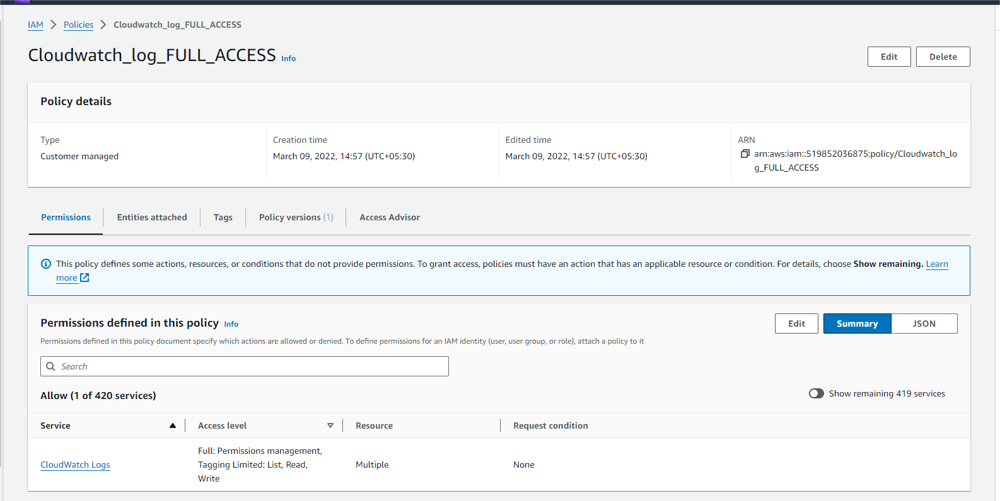 IAM > Policies > Cloudwatch_log_FULL_ACCESS
Cloudwatch_log_FULL_ACCESS Info
Edit Delete
Policy details
Type
Customer managed
Creation time
March 09, 2022, 14:57 (UTC+05:30)
Edited time
March 09, 2022, 14:57 (UTC+05:30)
ARN
arn:aws:iam::519852036875:policy/Cloudwatch_lo
g_FULL_ACCESS
Permissions Entities attached Tags Policy versions (1) Access Advisor
This policy defines some actions, resources, or conditions that do not provide permissions. To grant access, policies must have an action that has an applicable resource or condition. For details, choose Show remaining. Learn
more
Permissions defined in this policy Info
Edit Summary JSON
Permissions defined in this policy document specify which actions are allowed or denied. To define permissions for an IAM identity (user, user group, or role), attach a policy to it
Search
Allow (1 of 420 services)
Show remaining 419 services
Service Access level Resource Request condition
CloudWatch Logs
Full: Permissions management,
Tagging Limited: List, Read,
Write
Multiple
None